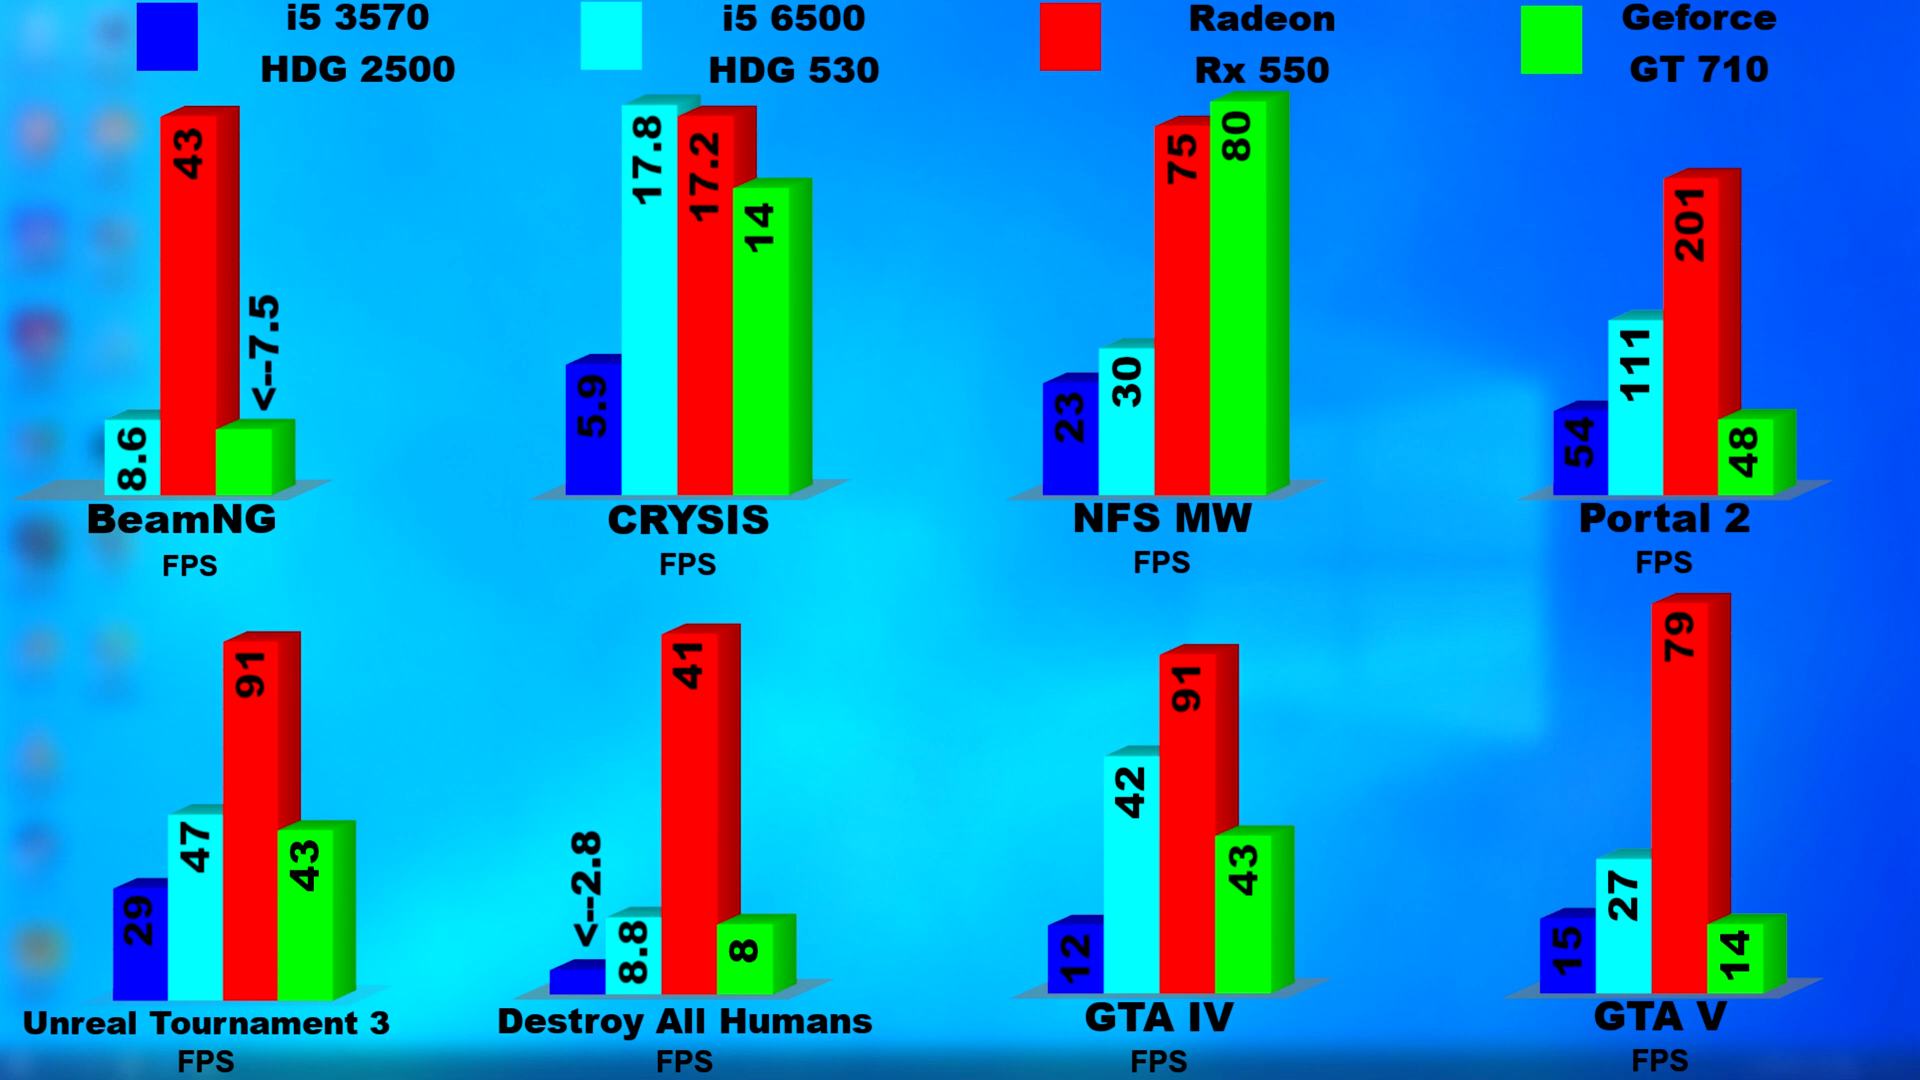 i5 3570
HDG 2500
i5 6500
HDG 530
Radeon
Rx 550
Geforce
GT 710
8.6
43
<--7.5
BeamNG
FPS
5.9
17.8
17.2
14
CRYSIS
FPS
23
30
75
80
NFS MW
FPS
54
111
201
48
Portal 2
FPS
29
47
91
43
Unreal Tournament 3
FPS
<--2.8
8.8
41
8
Destroy All Humans
FPS
12
42
91
43
GTA IV
FPS
15
27
79
14
GTA V
FPS